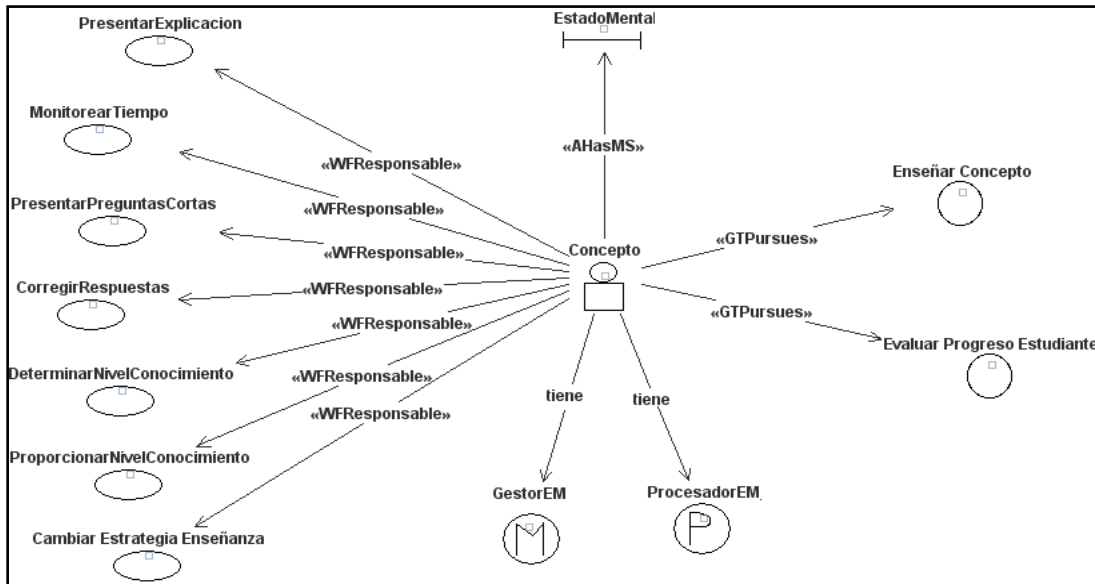 PresentarExplicacion
EstadoMental
MonitorearTiempo
«AHasMS»
«WFResponsable»
Enseñar Concepto
PresentarPreguntasCortas
«WFResponsable»
«GTPursues»
«WFResponsable»
Concepto
CorregirRespuestas
«WFResponsable»
«GTPursues»
«WFResponsable»
Evaluar Progreso Estudiante
DeterminarNivelConocimiento
«WFResponsable»
tiene
tiene
«WFResponsable»
ProporcionarNivelConocimiento
GestorEM
ProcesadorEM
M
P
Cambiar Estrategia Enseñanza